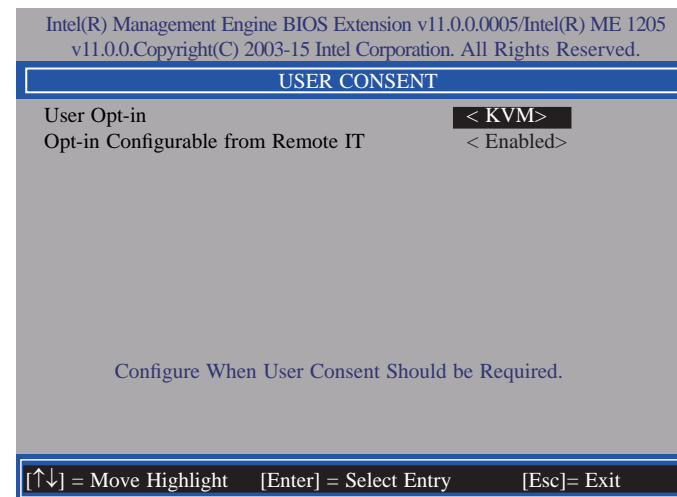 Intel(R) Management Engine BIOS Extension v11.0.0.0005/Intel(R) ME 1205
v11.0.0.Copyright(C) 2003-15 Intel Corporation. All Rights Reserved.
USER CONSENT
User Opt-in < KVM>
Opt-in Configurable from Remote IT < Enabled>
Configure When User Consent Should be Required.
[↑↓] = Move Highlight [Enter] = Select Entry [Esc]= Exit